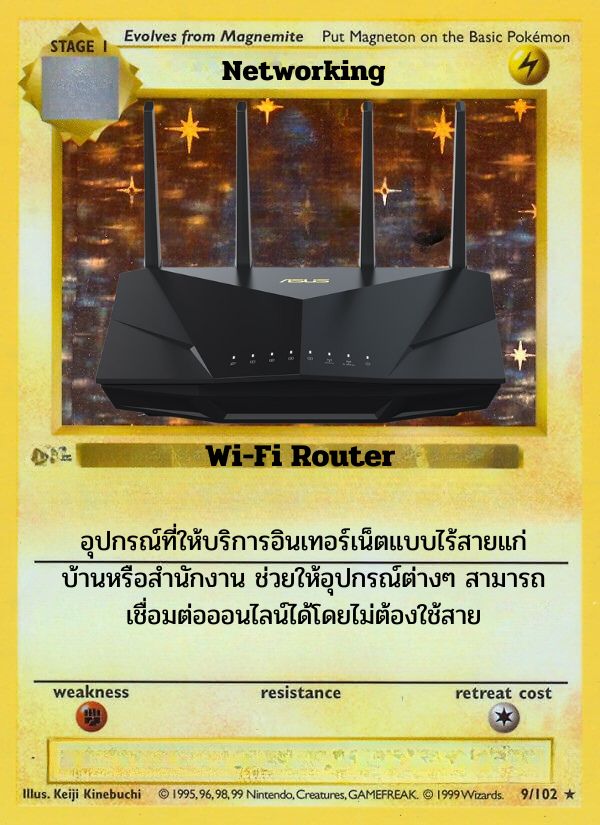 STAGE 1
Evolves from Magnemite Put Magneton on the Basic Pokémon
Networking
ASUS
Wi-Fi Router
อุปกรณ์ที่ให้บริการอินเทอร์เน็ตแบบไร้สายแก่
บ้านหรือสำนักงาน ช่วยให้อุปกรณ์ต่างๆ สามารถ
เชื่อมต่อออนไลน์ได้โดยไม่ต้องใช้สาย
weakness resistance retreat cost
Illus. Keiji Kinebuchi © 1995, 96, 98, 99 Nintendo, Creatures, GAMEFREAK. © 1999 Wizards. 9/102 ★